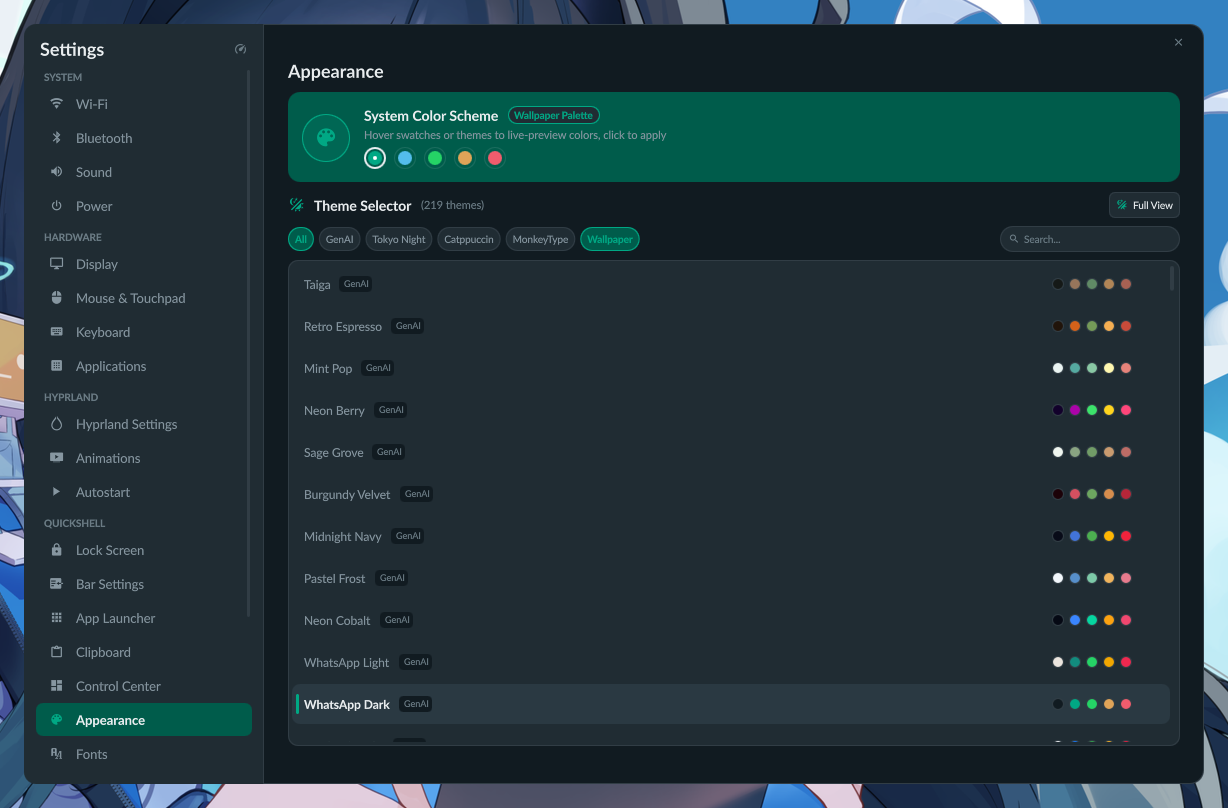 Settings
SYSTEM
Wi-Fi
Bluetooth
Sound
Power
HARDWARE
Display
Mouse & Touchpad
Keyboard
Applications
HYPRLAND
Hyprland Settings
Animations
Autostart
QUICKSHELL
Lock Screen
Bar Settings
App Launcher
Clipboard
Control Center
Appearance
Fonts
Appearance
System Color Scheme Wallpaper Palette
Hover swatches or themes to live-preview colors, click to apply
Theme Selector (219 themes) Full View
All GenAI Tokyo Night Catppuccin MonkeyType Wallpaper Search...
Taiga GenAI
Retro Espresso GenAI
Mint Pop GenAI
Neon Berry GenAI
Sage Grove GenAI
Burgundy Velvet GenAI
Midnight Navy GenAI
Pastel Frost GenAI
Neon Cobalt GenAI
WhatsApp Light GenAI
WhatsApp Dark GenAI